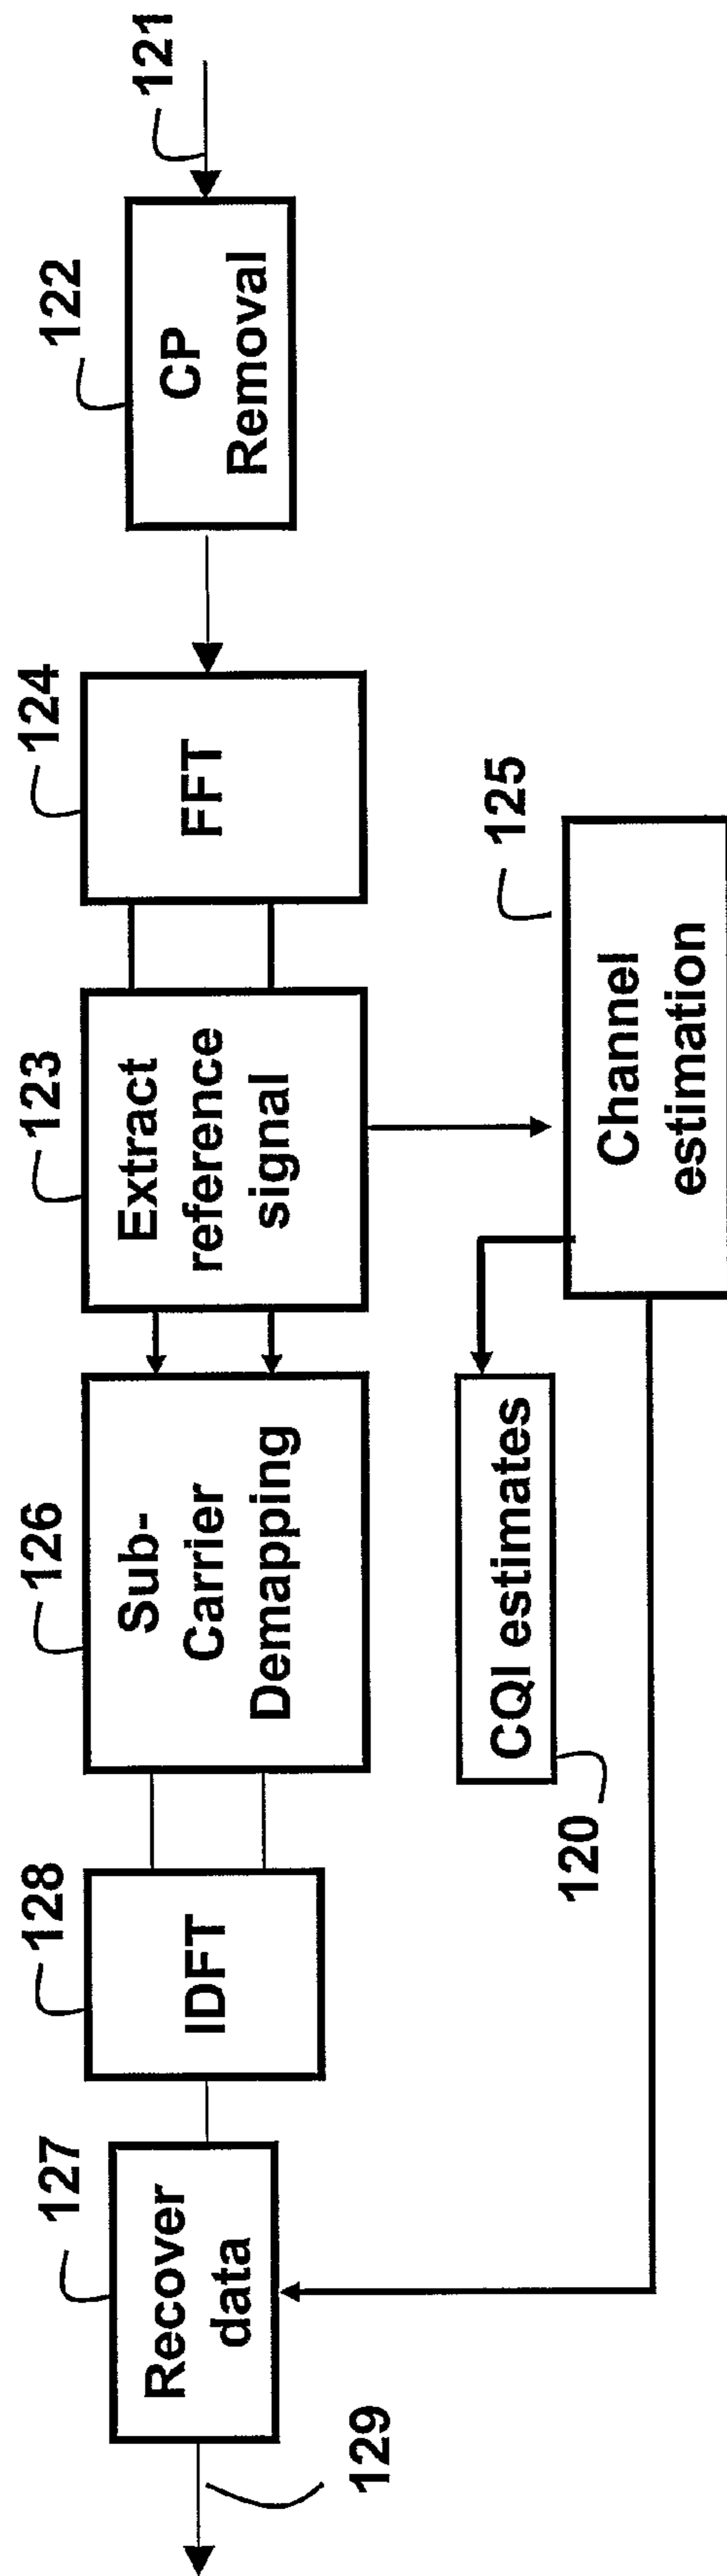 121
122
CP
Removal
124
FFT
123
Extract
reference
signal
125
Channel
estimation
126
Sub-
Carrier
Demapping
CQI estimates
120
128
IDFT
127
Recover
data
129